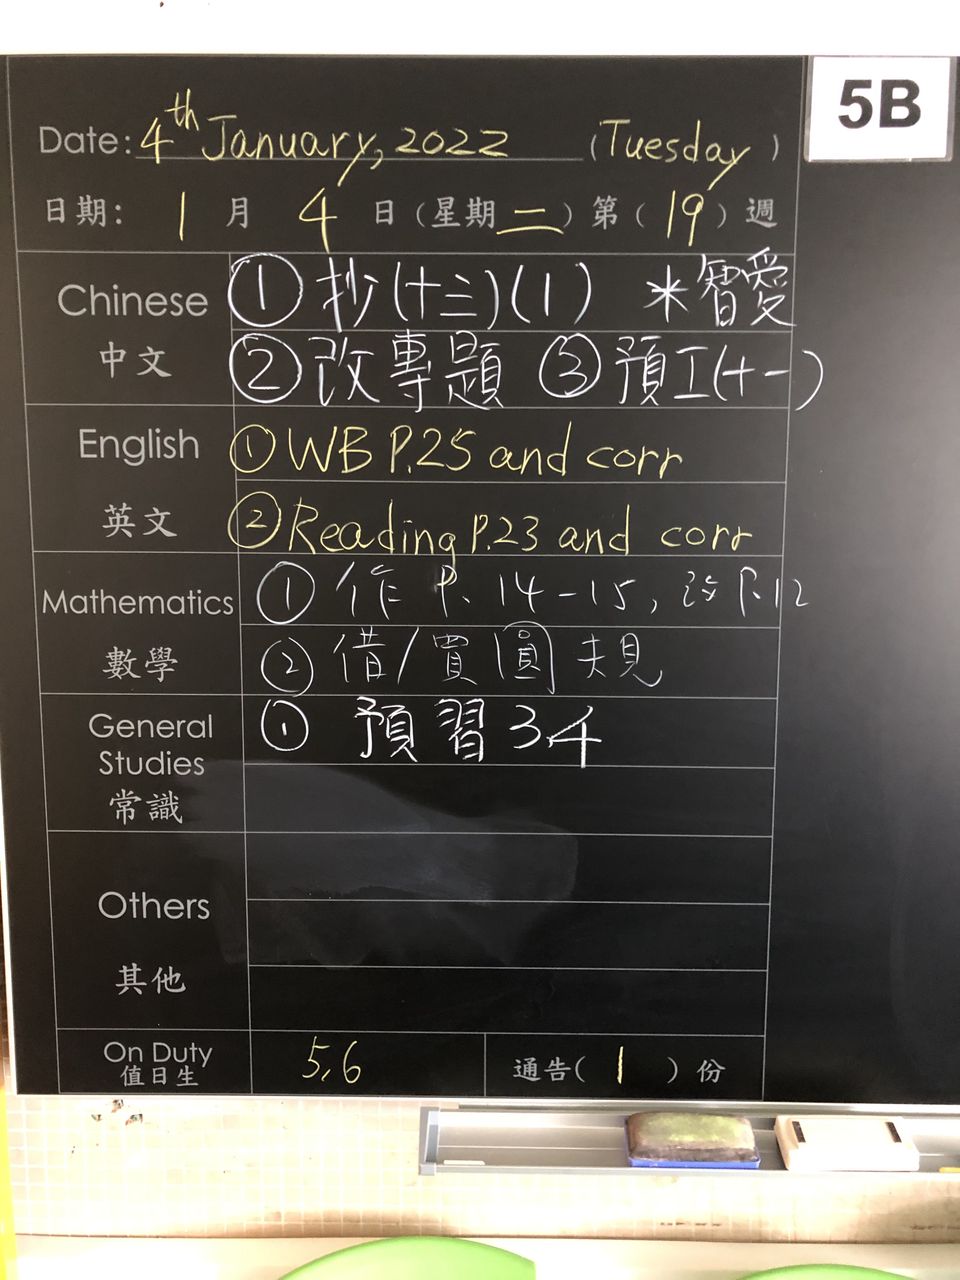 5B
Date: 4th January, 2022 (Tuesday)
日期: 1 月 4 日 (星期二) 第 (19) 週
Chinese
中文
① 抄(十三)(1) *智愛
② 改專題 ③ 預工(十一)
English
英文
① WB P.25 and corr
② Reading P.23 and corr
Mathematics
數學
① 作 P. 14-15, 改 P.12
② 借/買圓規
General
Studies
常識
① 預習 3,4
Others
其他
On Duty
值日生
5,6
通告( 1 )份